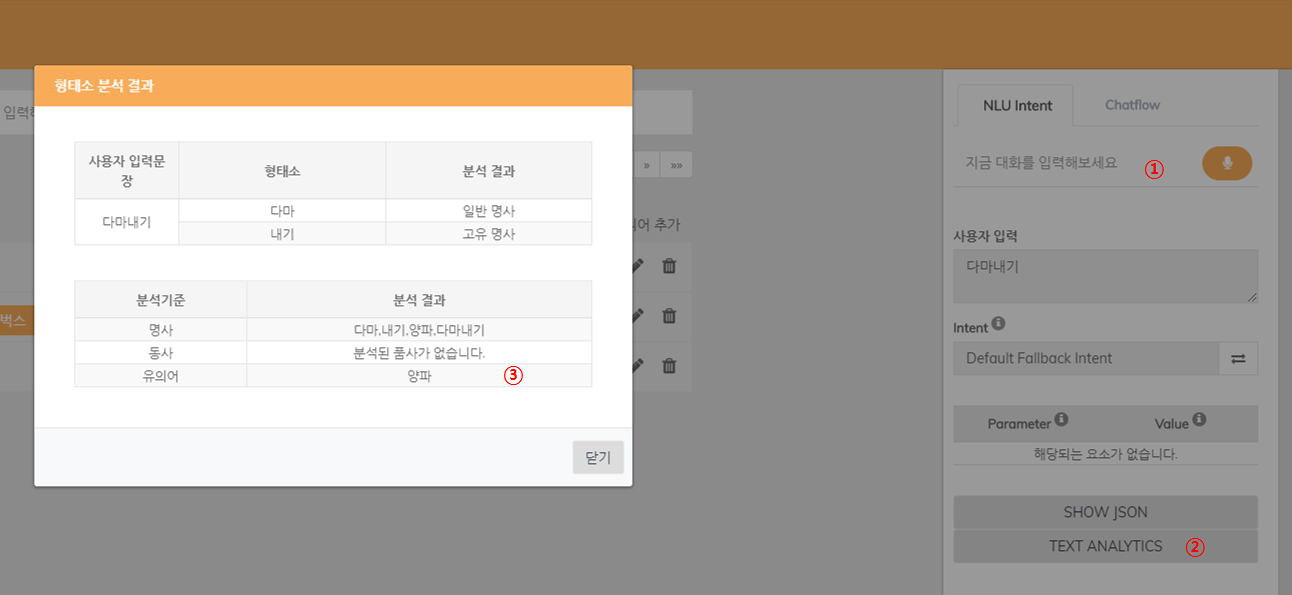 형태소 분석 결과
사용자 입력문
장
형태소
분석 결과
다마내기
다마
일반 명사
내기
고유 명사
분석기준
분석 결과
명사
다마,내기,양파,다마내기
동사
분석된 품사가 없습니다.
유의어
양파
③
닫기
»
»»
추가
벅스
NLU Intent
Chatflow
지금 대화를 입력해보세요
①
사용자 입력
다마내기
Intent
Default Fallback Intent
Parameter
Value
해당되는 요소가 없습니다.
SHOW JSON
TEXT ANALYTICS
②